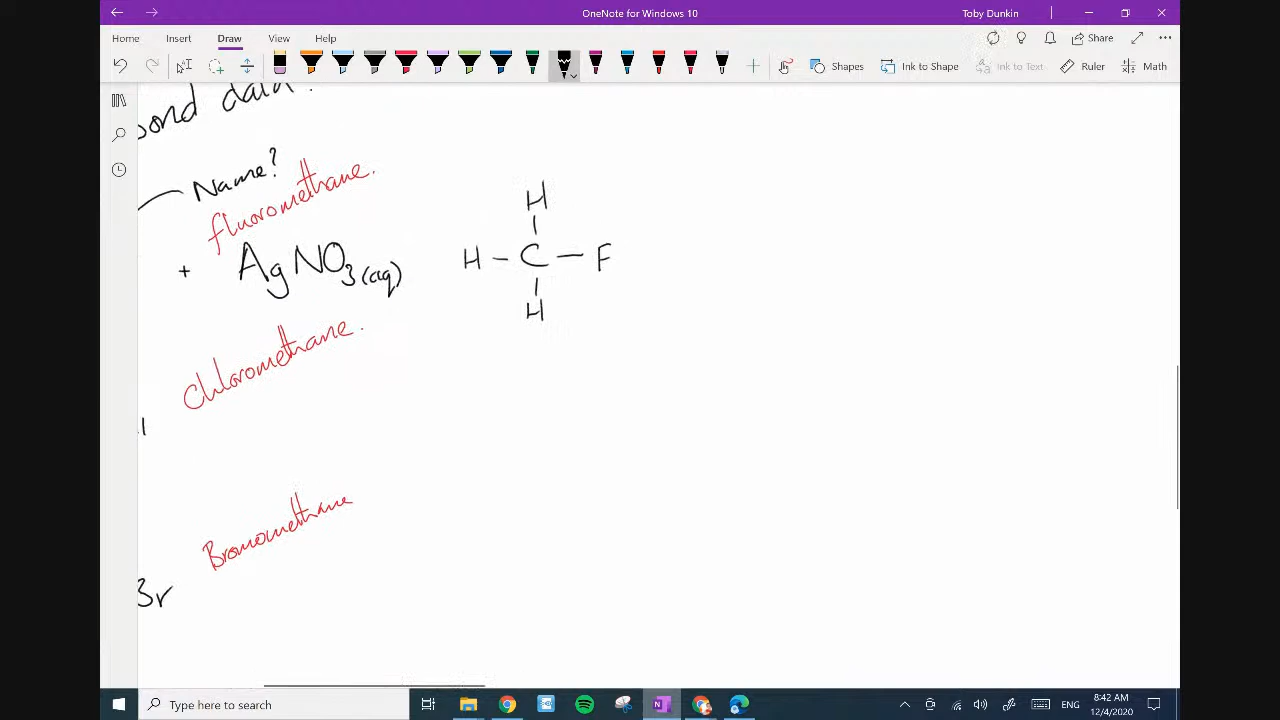 OneNote for Windows 10
Toby Dunkin
Home Insert Draw View Help
Share
Shapes Ink to Shape Ink to Text Ruler Math
bond data?
Name?
fluoromethane.
+ AgNO3(aq)
H
H - C - F
H
Chloromethane.
Bromomethane
Br
Type here to search
ENG
8:42 AM
12/4/2020